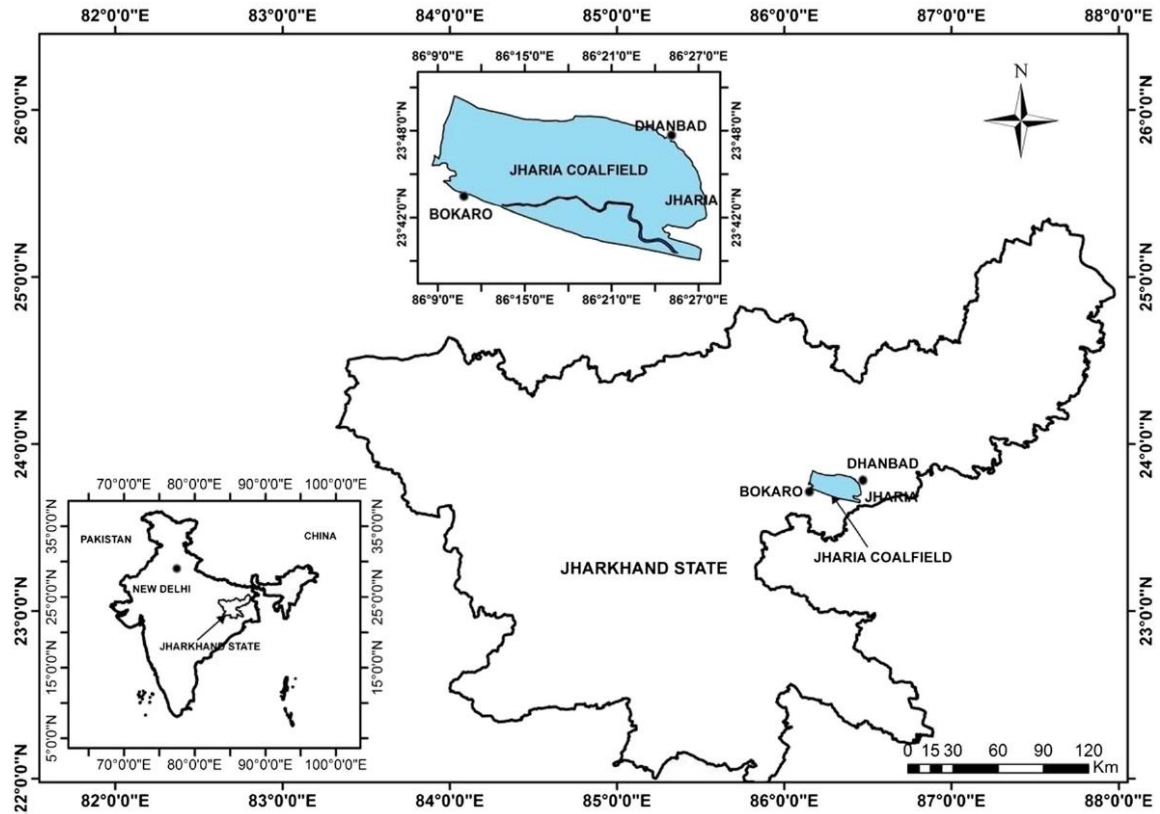 82°0'0"E 83°0'0"E 84°0'0"E 85°0'0"E 86°0'0"E 87°0'0"E 88°0'0"E
86°9'0"E 86°15'0"E 86°21'0"E 86°27'0"E
N
26°0'0"N
26°0'0"N
23°48'0"N
DHANBAD
23°48'0"N
JHARIA COALFIELD
JHARIA
BOKARO
23°42'0"N
23°42'0"N
86°9'0"E 86°15'0"E 86°21'0"E 86°27'0"E
25°0'0"N
25°0'0"N
24°0'0"N
24°0'0"N
DHANBAD
BOKARO
JHARIA
JHARIA COALFIELD
JHARKHAND STATE
70°0'0"E 80°0'0"E 90°0'0"E 100°0'0"E
35°0'0"N
PAKISTAN
CHINA
35°0'0"N
NEW DELHI
25°0'0"N
25°0'0"N
JHARKHAND STATE
15°0'0"N
15°0'0"N
5°0'0"N
5°0'0"N
70°0'0"E 80°0'0"E 90°0'0"E 100°0'0"E
23°0'0"N
23°0'0"N
0 15 30 60 90 120
Km
22°0'0"N
22°0'0"N
82°0'0"E 83°0'0"E 84°0'0"E 85°0'0"E 86°0'0"E 87°0'0"E 88°0'0"E